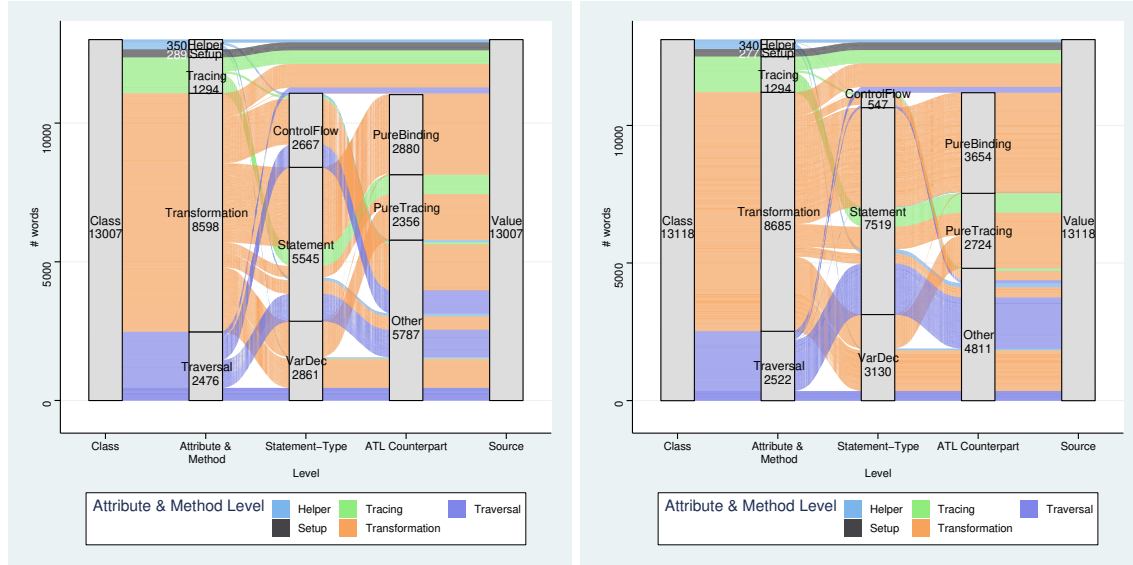 # words
0
5000
10000
Class
13007
350
Helper
289
Setup
Tracing
1294
Transformation
8598
Traversal
2476
ControlFlow
2667
Statement
5545
VarDec
2861
PureBinding
2880
PureTracing
2356
Other
5787
Value
13007
Class
Attribute &
Method
Statement−Type
ATL Counterpart
Source
Level
Attribute & Method Level
Helper
Tracing
Traversal
Setup
Transformation
# words
0
5000
10000
Class
13118
340
Helper
277
Setup
Tracing
1294
Transformation
8685
Traversal
2522
ControlFlow
547
Statement
7519
VarDec
3130
PureBinding
3654
PureTracing
2724
Other
4811
Value
13118
Class
Attribute &
Method
Statement−Type
ATL Counterpart
Source
Level
Attribute & Method Level
Helper
Tracing
Traversal
Setup
Transformation